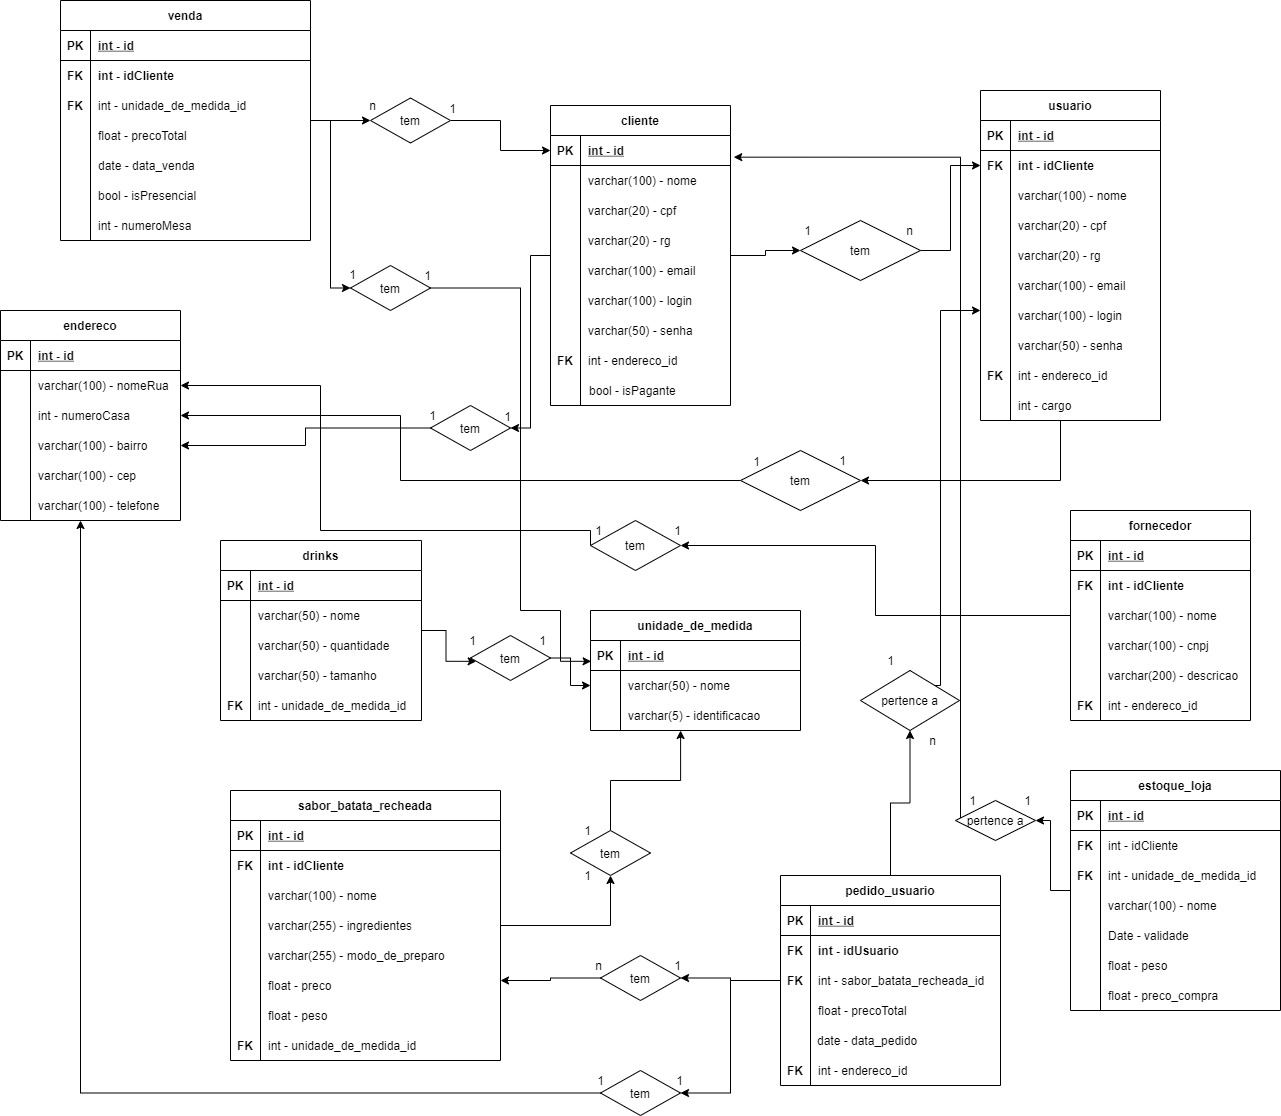 venda
PK int - id
FK int - idCliente
FK int - unidade_de_medida_id
float - precoTotal
date - data_venda
bool - isPresencial
int - numeroMesa
n tem 1
1 tem 1
cliente
PK int - id
varchar(100) - nome
varchar(20) - cpf
varchar(20) - rg
varchar(100) - email
varchar(100) - login
varchar(50) - senha
FK int - endereco_id
bool - isPagante
1 tem n
usuario
PK int - id
FK int - idCliente
varchar(100) - nome
varchar(20) - cpf
varchar(20) - rg
varchar(100) - email
varchar(100) - login
varchar(50) - senha
FK int - endereco_id
int - cargo
endereco
PK int - id
varchar(100) - nomeRua
int - numeroCasa
varchar(100) - bairro
varchar(100) - cep
varchar(100) - telefone
1 tem 1
1 tem 1
1 tem 1
drinks
PK int - id
varchar(50) - nome
varchar(50) - quantidade
varchar(50) - tamanho
FK int - unidade_de_medida_id
1 tem 1
unidade_de_medida
PK int - id
varchar(50) - nome
varchar(5) - identificacao
fornecedor
PK int - id
FK int - idCliente
varchar(100) - nome
varchar(100) - cnpj
varchar(200) - descricao
FK int - endereco_id
1
pertence a
n
sabor_batata_recheada
PK int - id
FK int - idCliente
varchar(100) - nome
varchar(255) - ingredientes
varchar(255) - modo_de_preparo
float - preco
float - peso
FK int - unidade_de_medida_id
1
tem
1
1 pertence a 1
estoque_loja
PK int - id
FK int - idCliente
FK int - unidade_de_medida_id
varchar(100) - nome
Date - validade
float - peso
float - preco_compra
pedido_usuario
PK int - id
FK int - idUsuario
FK int - sabor_batata_recheada_id
float - precoTotal
date - data_pedido
FK int - endereco_id
n tem 1
1 tem 1